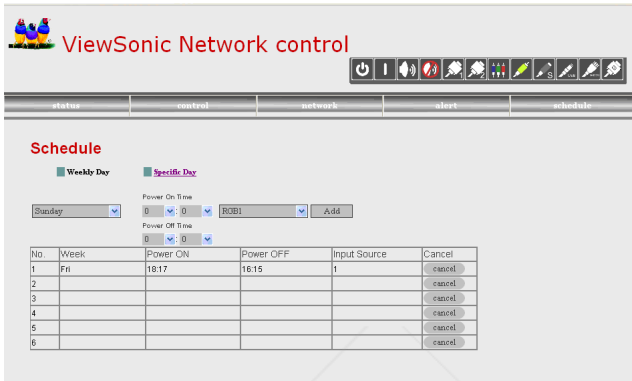 ViewSonic Network control
1 2 S
status control network alert schedule
Schedule
Weekly Day Specific Day
Power On Time
Sunday 0 : 0 RGB1 Add
Power Off Time
0 : 0
No. Week Power ON Power OFF Input Source Cancel
1 Fri 18:17 16:15 1 cancel
2 cancel
3 cancel
4 cancel
5 cancel
6 cancel